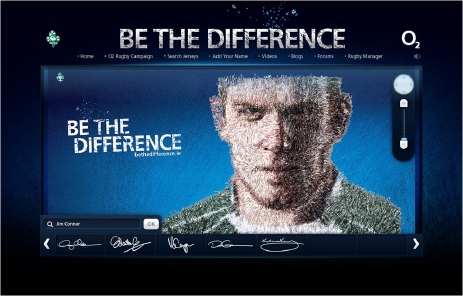 BE THE DIFFERENCE
O2
Home O2 Rugby Campaign Search Jerseys Add Your Name Videos Blogs Forums Rugby Manager
BE THE
DIFFERENCE
bethedifference.ie
Jim Conner OK